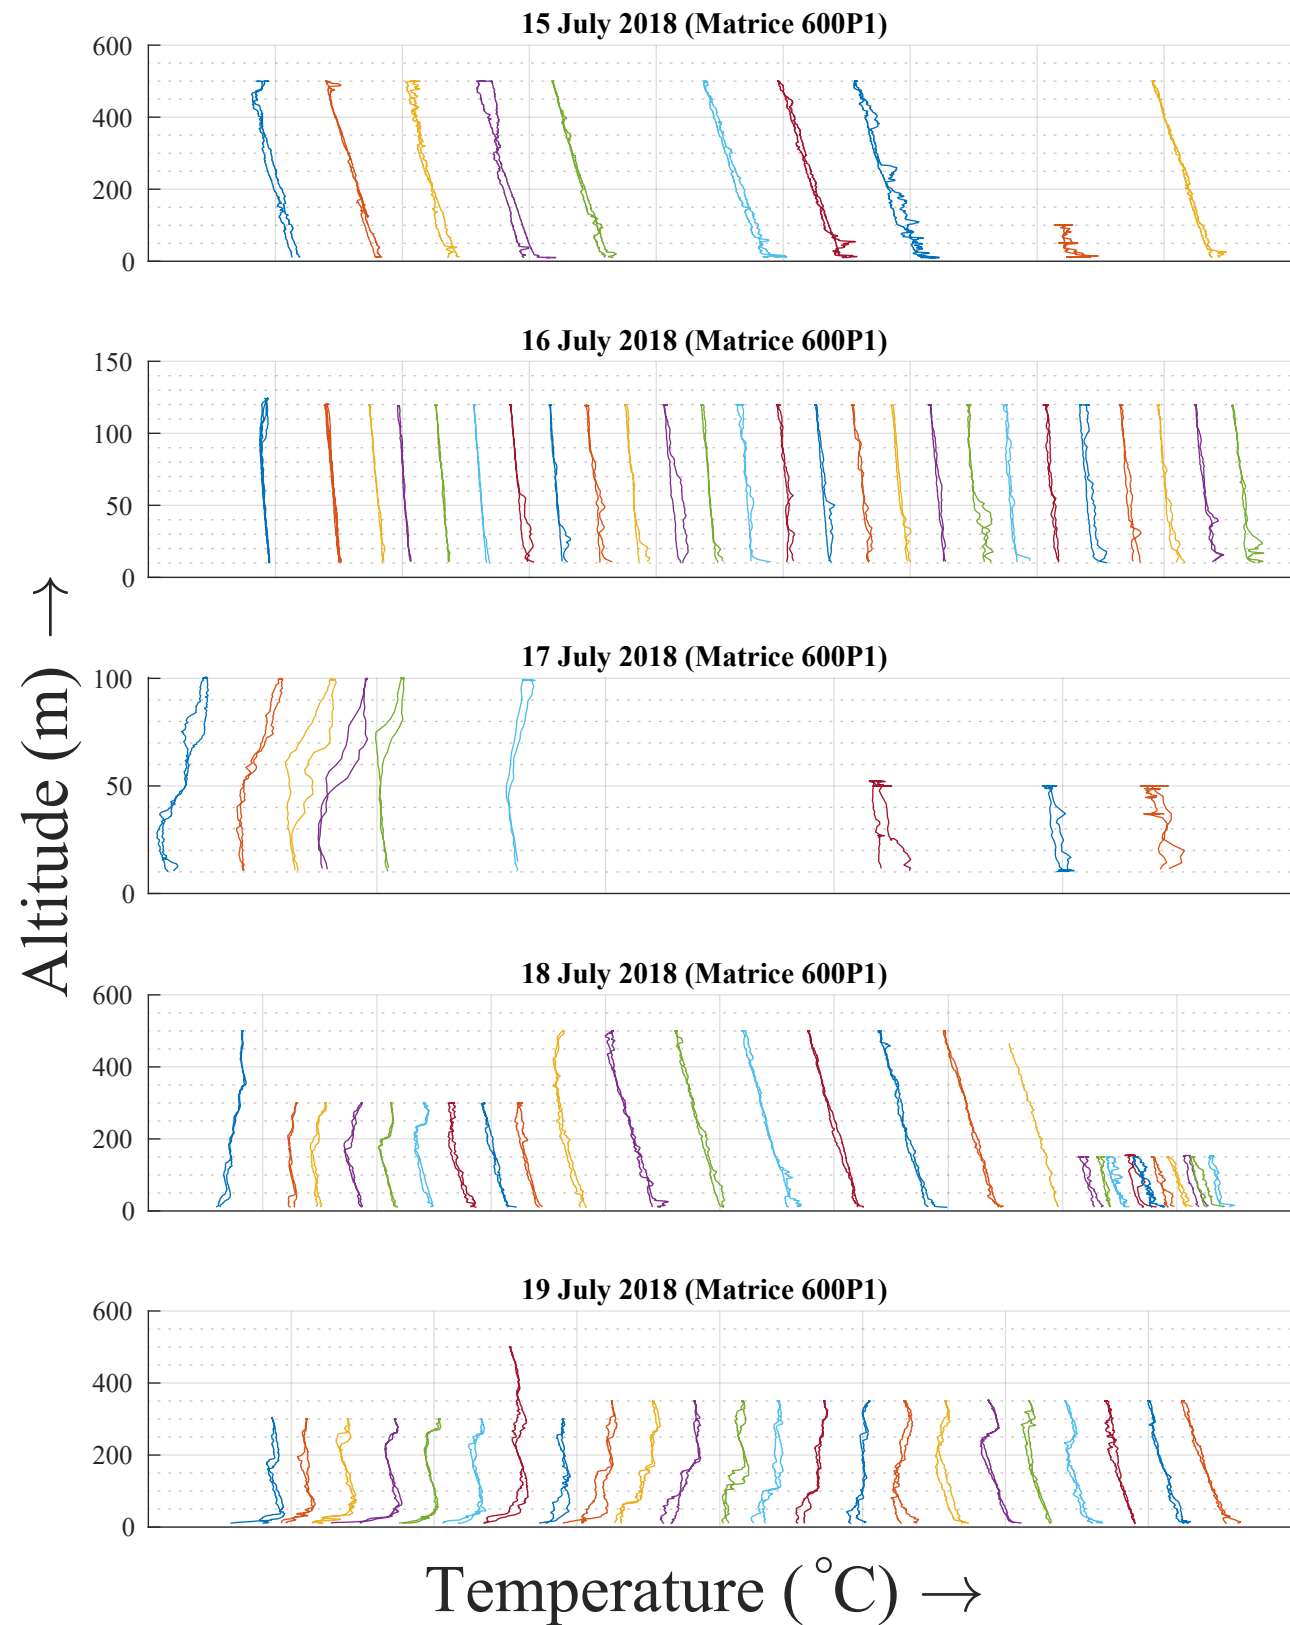 15 July 2018 (Matrice 600P1)
600
400
200
0
16 July 2018 (Matrice 600P1)
150
100
50
0
17 July 2018 (Matrice 600P1)
100
50
0
18 July 2018 (Matrice 600P1)
600
400
200
0
19 July 2018 (Matrice 600P1)
600
400
200
0
Altitude (m) →
Temperature (°C) →